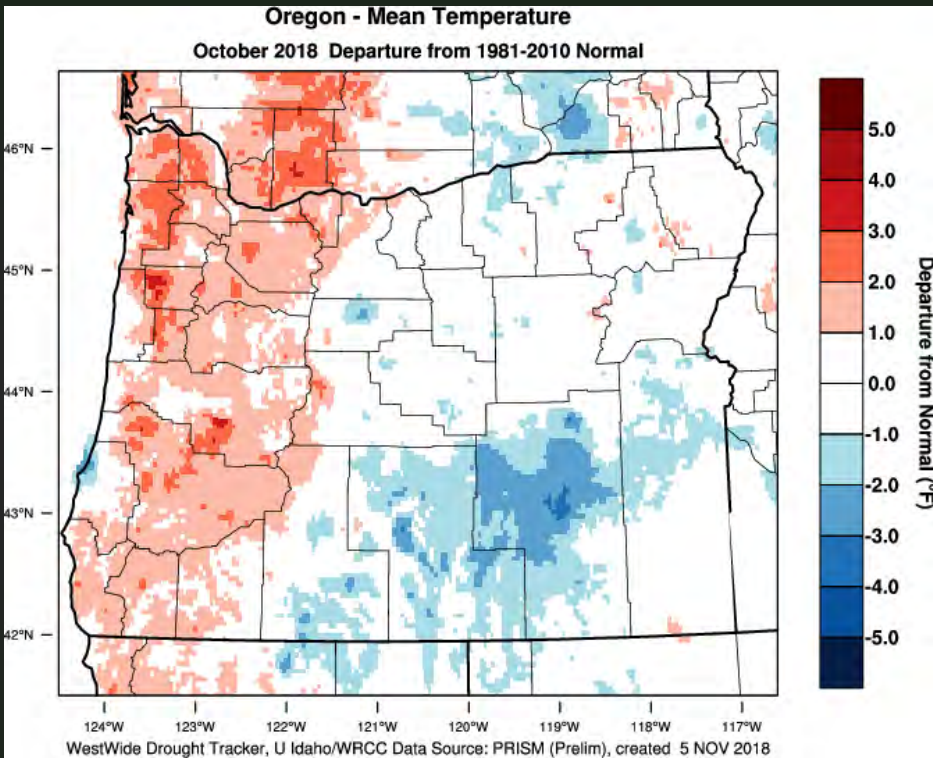 Oregon - Mean Temperature
October 2018 Departure from 1981-2010 Normal
46°N
45°N
44°N
43°N
42°N
124°W 123°W 122°W 121°W 120°W 119°W 118°W 117°W
5.0
4.0
3.0
2.0
1.0
0.0
-1.0
-2.0
-3.0
-4.0
-5.0
Departure from Normal (°F)
WestWide Drought Tracker, U Idaho/WRCC Data Source: PRISM (Prelim), created 5 NOV 2018